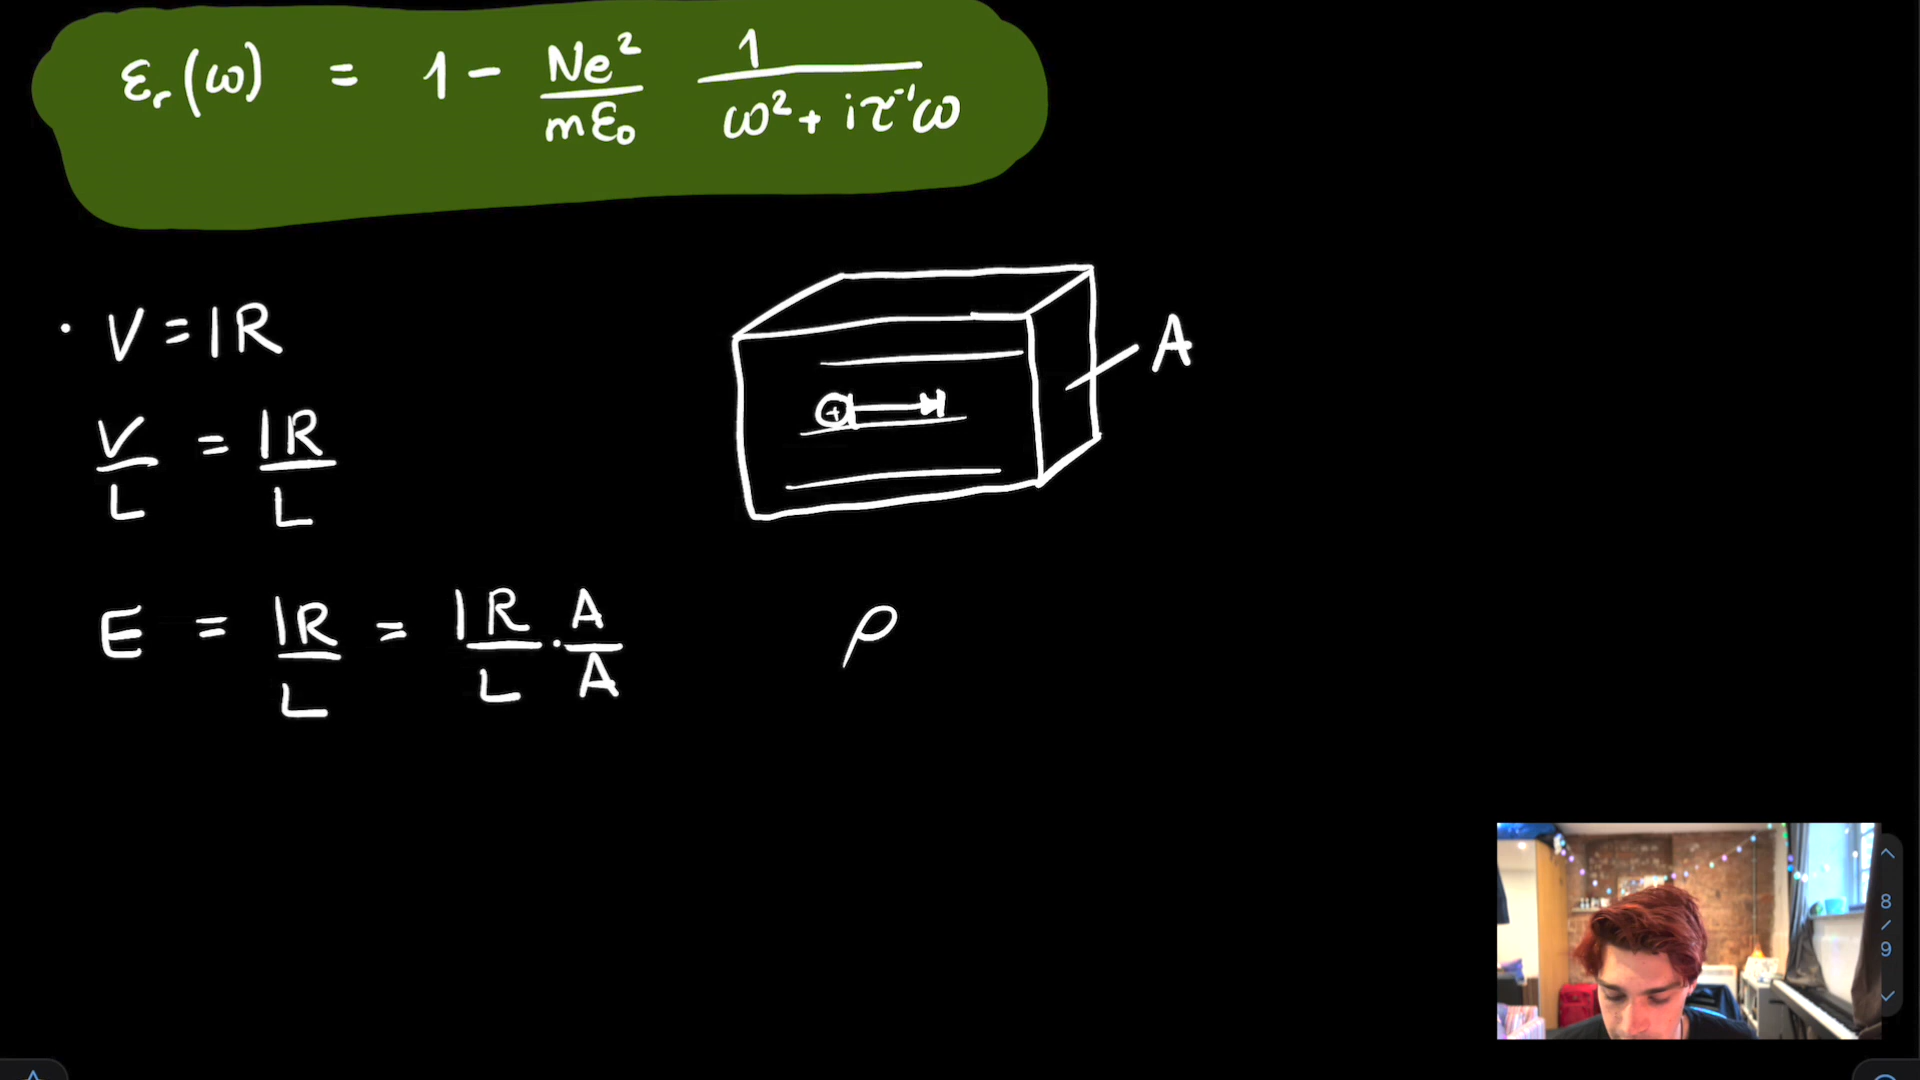 εᵣ(ω) = 1 - Ne²/mε₀ 1/(ω² + iτ⁻¹ω)
· V = IR
A
V/L = IR/L
E = IR/L = IR/L · A/A
ρ
8
/
9